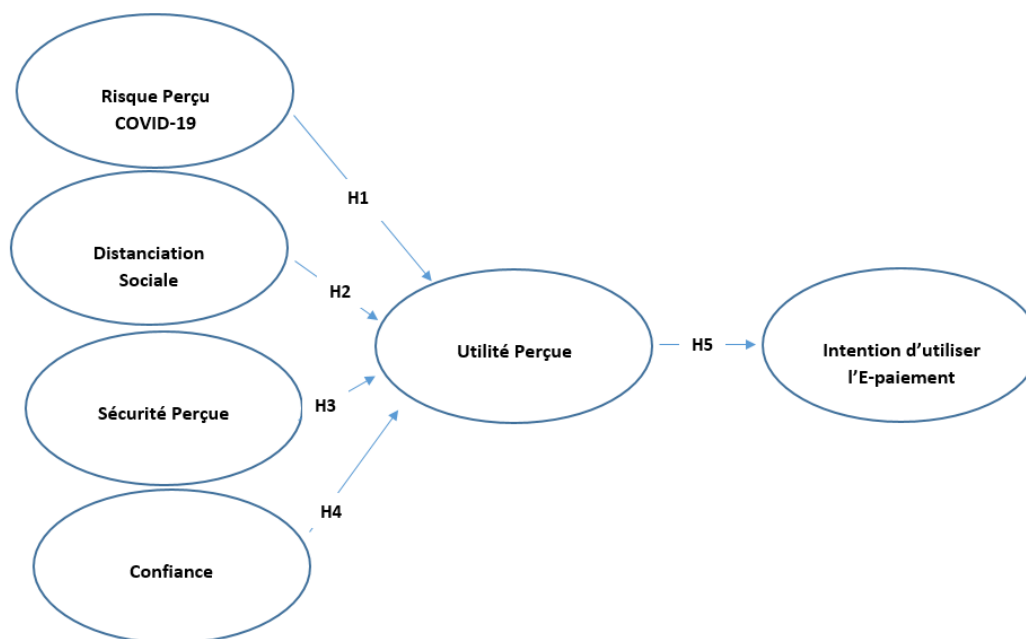 Risque Perçu
COVID-19
H1
Distanciation
Sociale
H2
Utilité Perçue
H5
Intention d’utiliser
l’E-paiement
Sécurité Perçue
H3
H4
Confiance